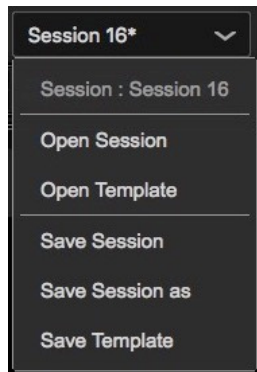 Session 16*
Session : Session 16
Open Session
Open Template
Save Session
Save Session as
Save Template